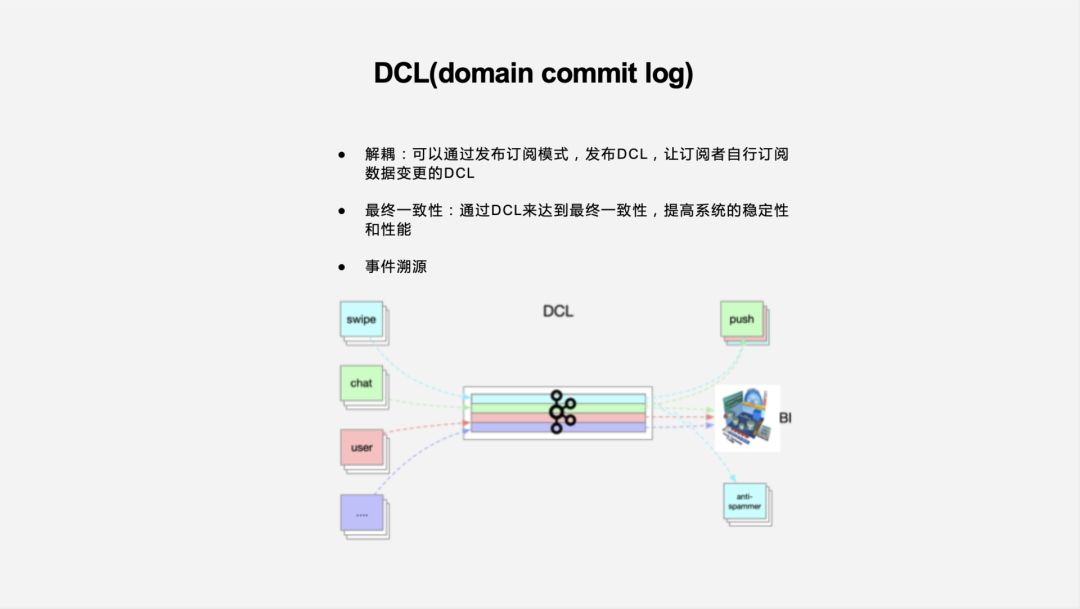 DCL(domain commit log)
● 解耦：可以通过发布订阅模式，发布DCL，让订阅者自行订阅
数据变更的DCL
● 最终一致性：通过DCL来达到最终一致性，提高系统的稳定性
和性能
● 事件溯源
DCL
swipe
push
chat
BI
user
anti-
spammer
....